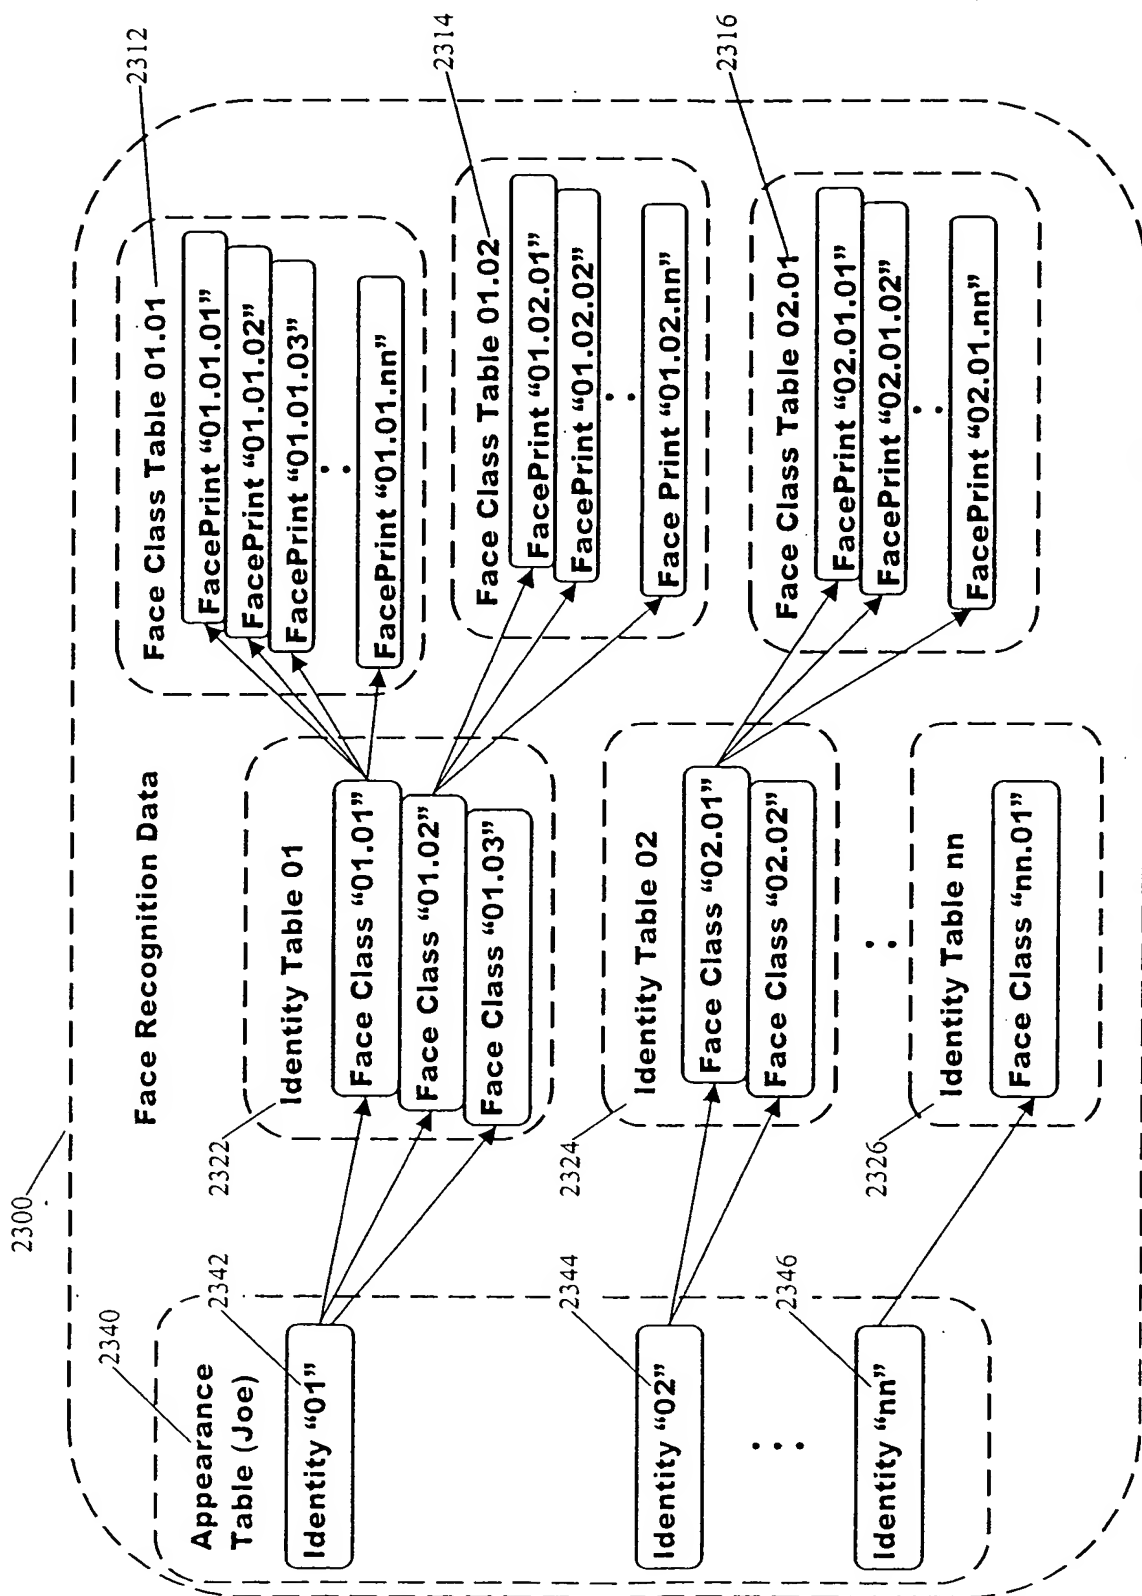 2300
Face Recognition Data
2340
Appearance
Table (Joe)
2342
Identity “01”
2344
Identity “02”
...
2346
Identity “nn”
2322
Identity Table 01
Face Class “01.01”
Face Class “01.02”
Face Class “01.03”
2324
Identity Table 02
Face Class “02.01”
Face Class “02.02”
..
2326
Identity Table nn
Face Class “nn.01”
2312
Face Class Table 01.01
FacePrint “01.01.01”
FacePrint “01.01.02”
FacePrint “01.01.03”
..
FacePrint “01.01.nn”
2314
Face Class Table 01.02
FacePrint “01.02.01”
FacePrint “01.02.02”
..
Face Print “01.02.nn”
2316
Face Class Table 02.01
FacePrint “02.01.01”
FacePrint “02.01.02”
..
FacePrint “02.01.nn”